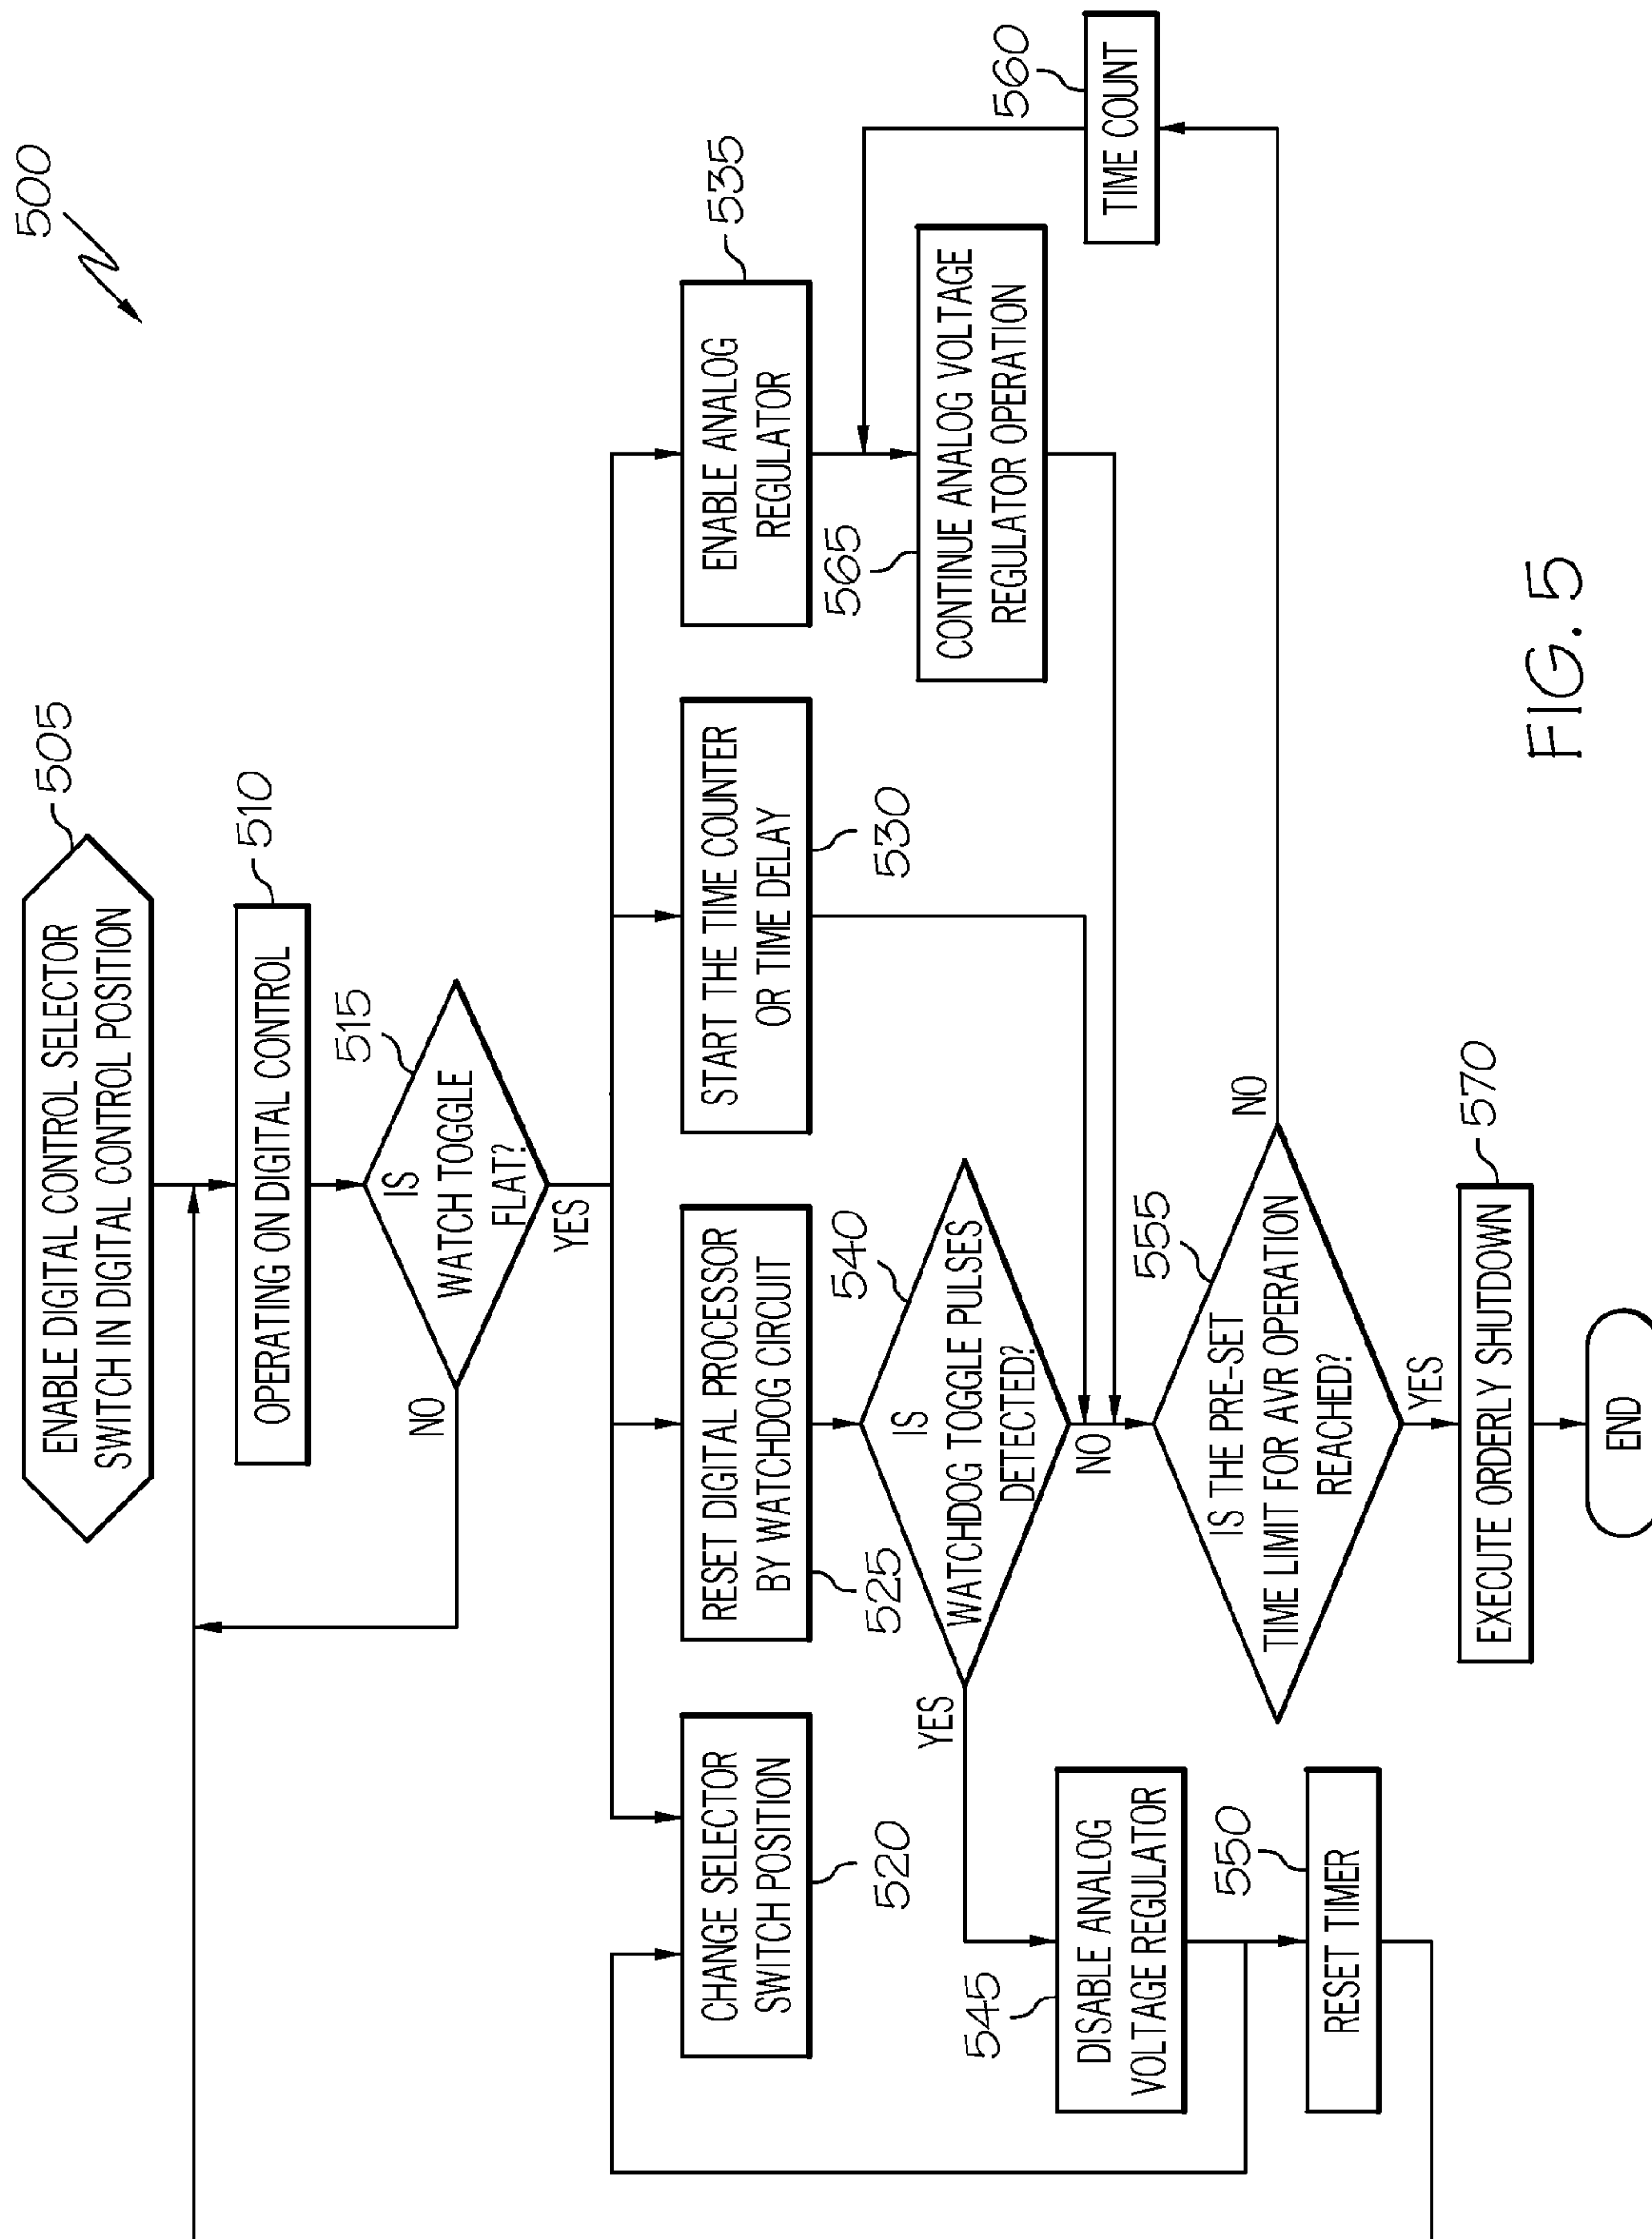 500
ENABLE DIGITAL CONTROL SELECTOR
SWITCH IN DIGITAL CONTROL POSITION
505
OPERATING ON DIGITAL CONTROL
510
IS
WATCH TOGGLE
FLAT?
515
NO
YES
CHANGE SELECTOR
SWITCH POSITION
520
RESET DIGITAL PROCESSOR
BY WATCHDOG CIRCUIT
525
START THE TIME COUNTER
OR TIME DELAY
530
ENABLE ANALOG
REGULATOR
535
IS
WATCHDOG TOGGLE PULSES
DETECTED?
540
YES
NO
CONTINUE ANALOG VOLTAGE
REGULATOR OPERATION
565
TIME COUNT
560
DISABLE ANALOG
VOLTAGE REGULATOR
545
IS THE PRE-SET
TIME LIMIT FOR AVR OPERATION
REACHED?
555
NO
YES
RESET TIMER
550
EXECUTE ORDERLY SHUTDOWN
570
END
FIG. 5